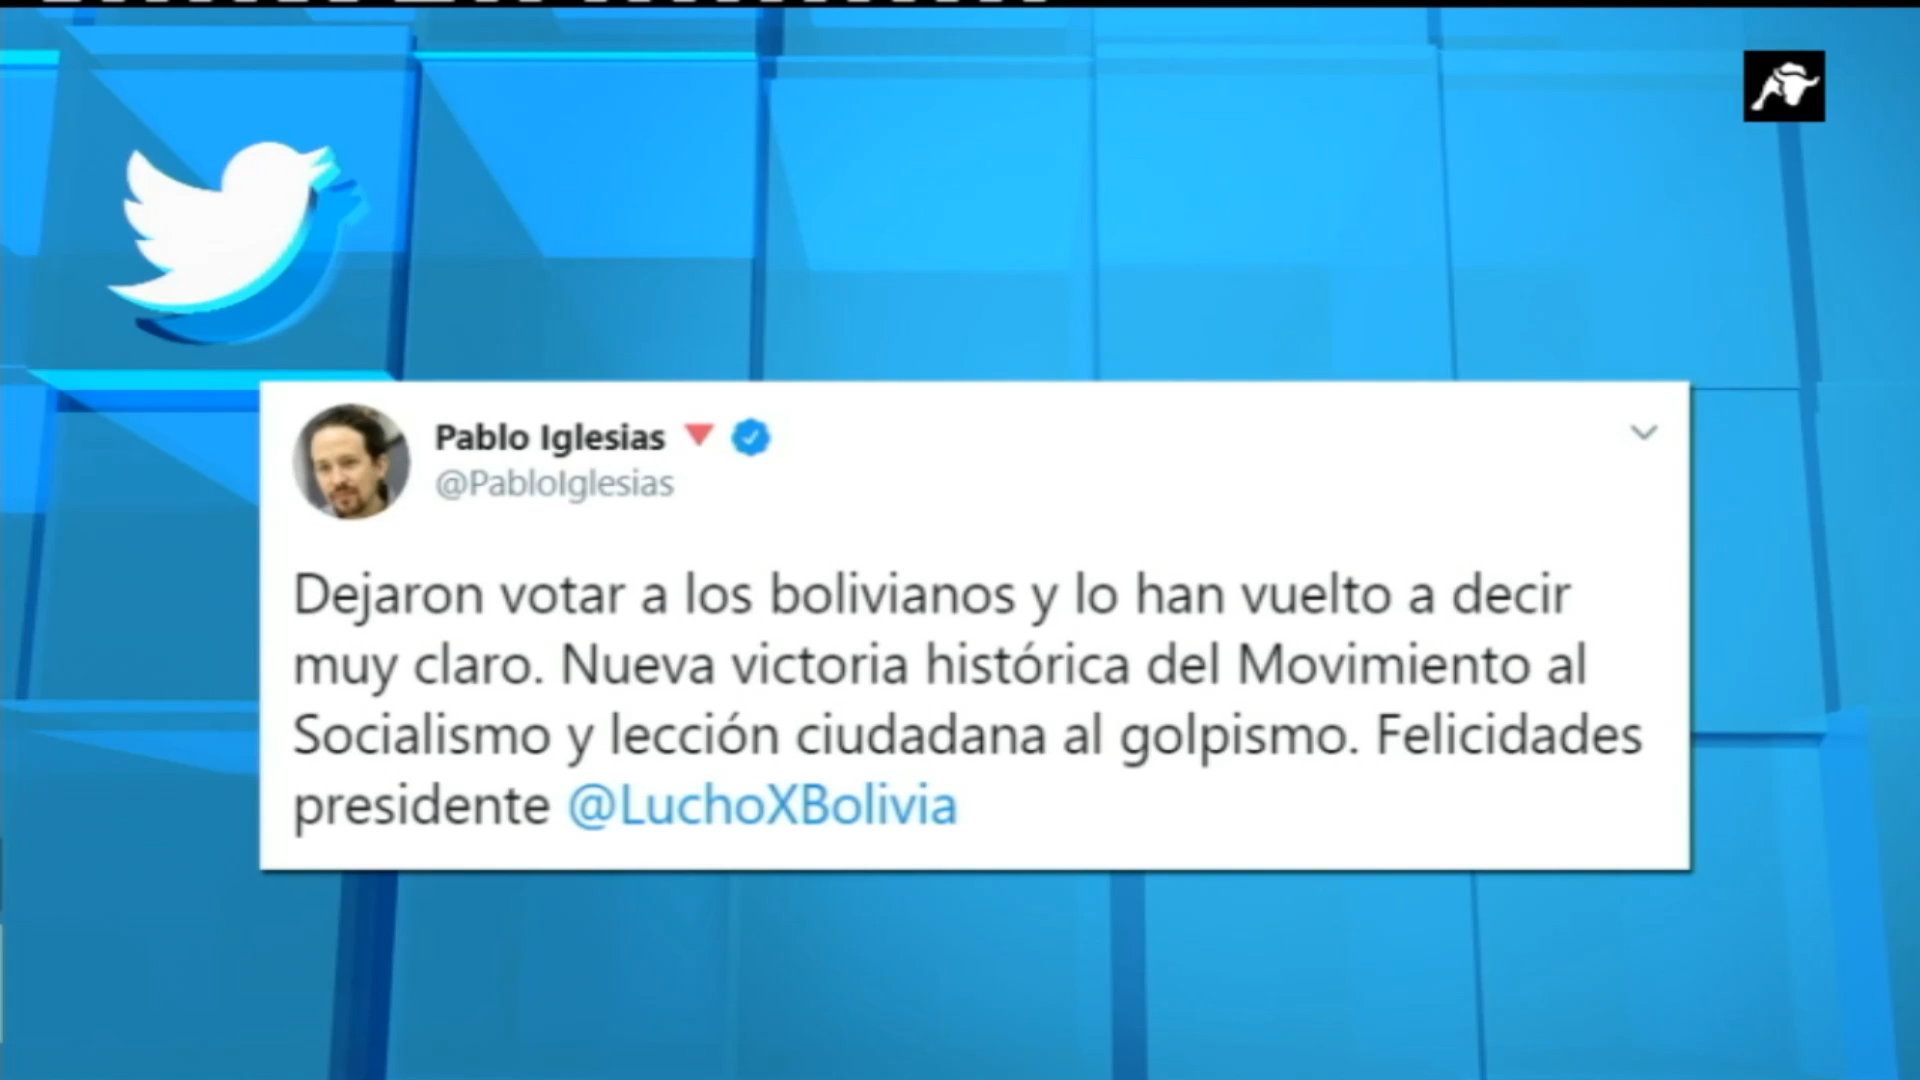 Pablo Iglesias
@PabloIglesias
Dejaron votar a los bolivianos y lo han vuelto a decir
muy claro. Nueva victoria histórica del Movimiento al
Socialismo y lección ciudadana al golpismo. Felicidades
presidente @LuchoXBolivia